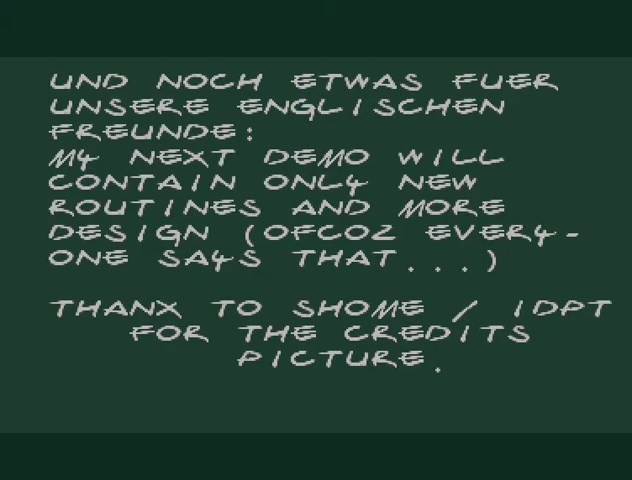 UND NOCH ETWAS FUER
UNSERE ENGLISCHEN
FREUNDE:
MY NEXT DEMO WILL
CONTAIN ONLY NEW
ROUTINES AND MORE
DESIGN (OFCOZ EVERY-
ONE SAYS THAT...)
THANX TO SHOME / IDPT
FOR THE CREDITS
PICTURE.